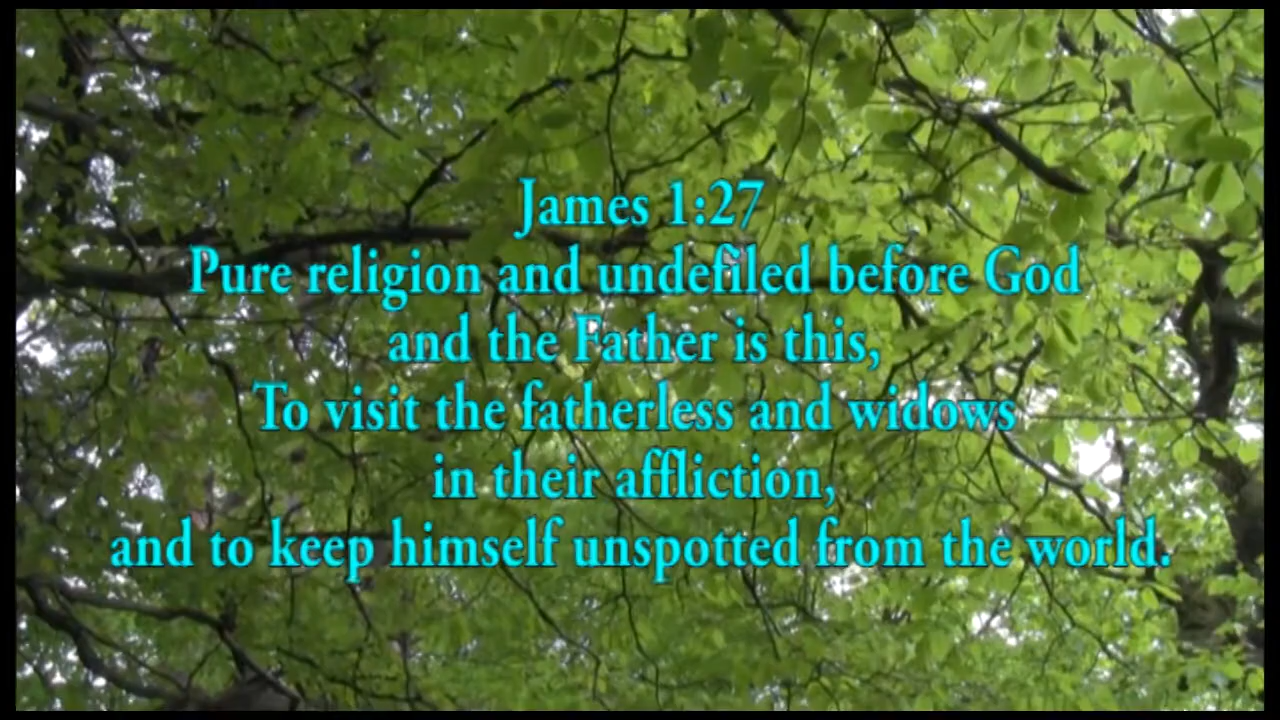 James 1:27
Pure religion and undefiled before God
and the Father is this,
To visit the fatherless and widows
in their affliction,
and to keep himself unspotted from the world.